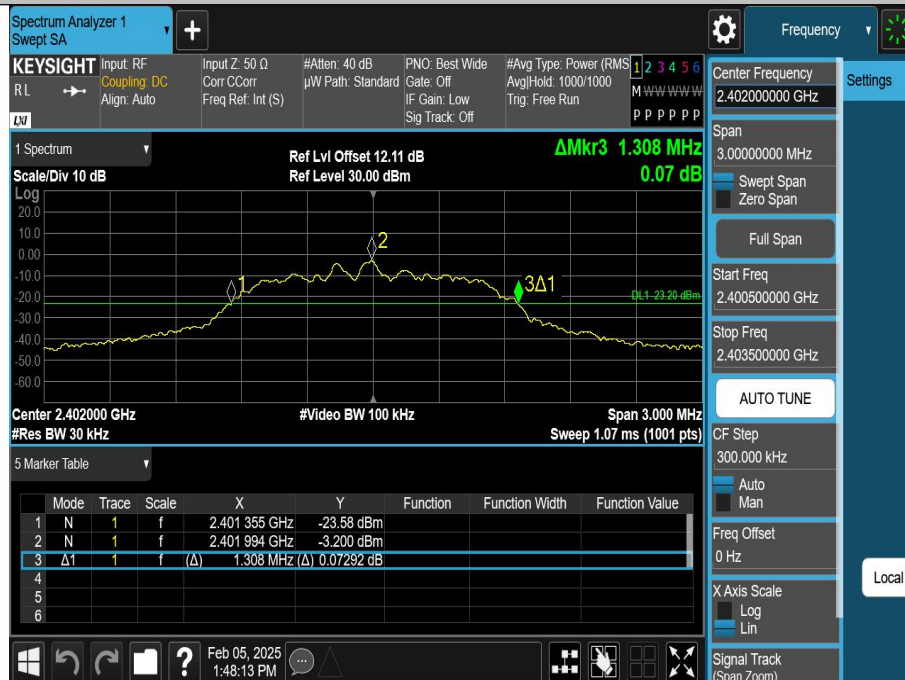 Spectrum Analyzer 1
Swept SA
Frequency
KEYSIGHT
RL
LXI
Input: RF
Coupling: DC
Align: Auto
Input Z: 50 Ω
Corr CCorr
Freq Ref: Int (S)
#Atten: 40 dB
µW Path: Standard
PNO: Best Wide
Gate: Off
IF Gain: Low
Sig Track: Off
#Avg Type: Power (RMS
Avg|Hold: 1000/1000
Trig: Free Run
1 2 3 4 5 6
M W W W W W
P P P P P P
1 Spectrum
Scale/Div 10 dB
Ref Lvl Offset 12.11 dB
Ref Level 30.00 dBm
ΔMkr3 1.308 MHz
0.07 dB
Log
20.0
10.0
0.00
-10.0
-20.0
-30.0
-40.0
-50.0
-60.0
1
2
3Δ1
DL1 -23.20 dBm
Center 2.402000 GHz
#Res BW 30 kHz
#Video BW 100 kHz
Span 3.000 MHz
Sweep 1.07 ms (1001 pts)
5 Marker Table
Mode Trace Scale X Y Function Function Width Function Value
1 N 1 f 2.401 355 GHz -23.58 dBm
2 N 1 f 2.401 994 GHz -3.200 dBm
3 Δ1 1 f (Δ) 1.308 MHz (Δ) 0.07292 dB
4
5
6
Feb 05, 2025
1:48:13 PM
Center Frequency
2.402000000 GHz
Settings
Span
3.00000000 MHz
Swept Span
Zero Span
Full Span
Start Freq
2.400500000 GHz
Stop Freq
2.403500000 GHz
AUTO TUNE
CF Step
300.000 kHz
Auto
Man
Freq Offset
0 Hz
Local
X Axis Scale
Log
Lin
Signal Track
(Span Zoom)